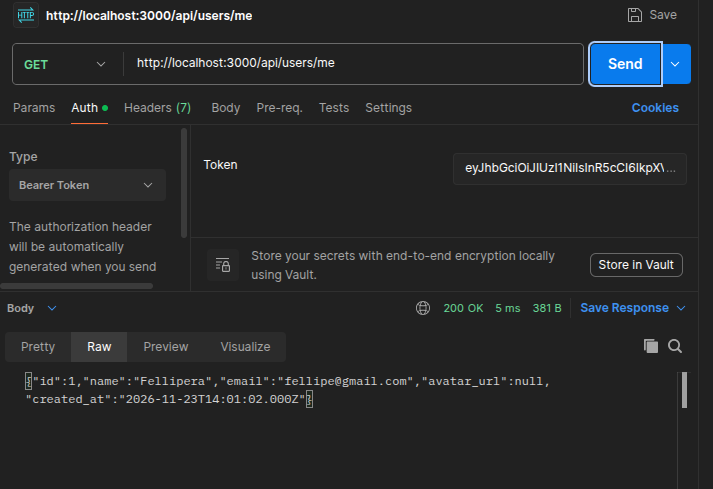 HTTP http://localhost:3000/api/users/me Save
GET http://localhost:3000/api/users/me Send
Params Auth Headers (7) Body Pre-req. Tests Settings Cookies
Type
Bearer Token
The authorization header
will be automatically
generated when you send
Token eyJhbGciOiJIUzI1NiIsInR5cCI6IkpX\...
Store your secrets with end-to-end encryption locally
using Vault.
Store in Vault
Body 200 OK 5 ms 381 B Save Response
Pretty Raw Preview Visualize
{"id":1,"name":"Fellipera","email":"fellipe@gmail.com","avatar_url":null,
"created_at":"2026-11-23T14:01:02.000Z"}